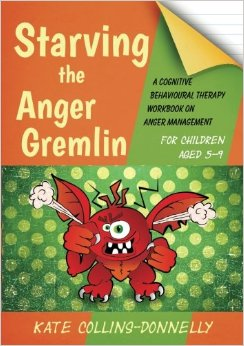 Starving
the
Anger
Gremlin
A COGNITIVE
BEHAVIOURAL THERAPY
WORKBOOK ON
ANGER MANAGEMENT
FOR CHILDREN
AGED 5–9
KATE COLLINS-DONNELLY